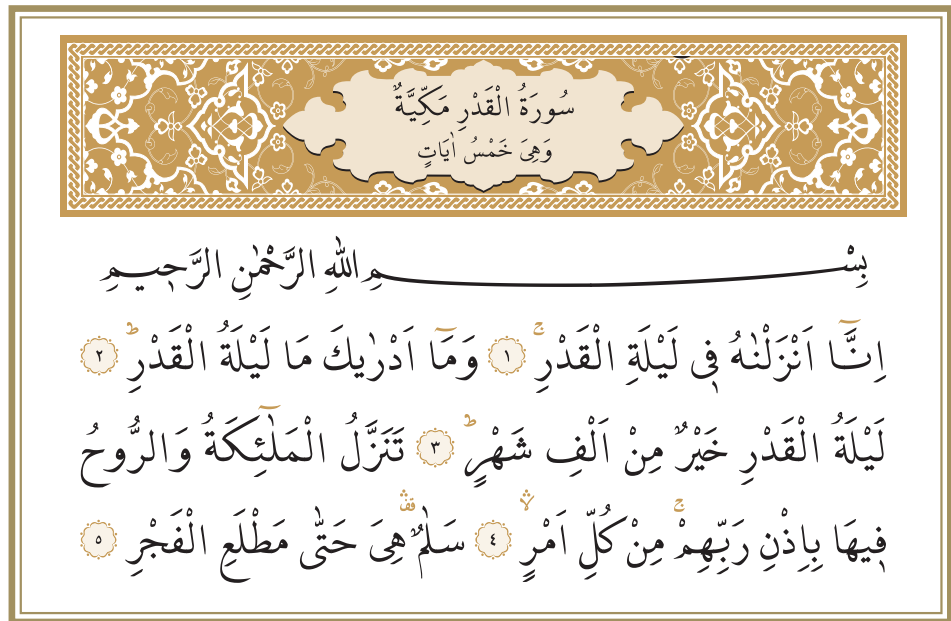 سُورَةُ الْقَدْرِ مَكِّيَّةٌ
وَهِىَ خَمْسُ اٰيَاتٍ
بِسْمِ اللّٰهِ الرَّحْمٰنِ الرَّح۪يمِ
اِنَّٓا اَنْزَلْنَاهُ ف۪ى لَيْلَةِ الْقَدْرِۚ ﴿١﴾ وَمَٓا اَدْرٰيكَ مَا لَيْلَةُ الْقَدْرِۜ ﴿٢﴾
لَيْلَةُ الْقَدْرِ خَيْرٌ مِنْ اَلْفِ شَهْرٍۜ ﴿٣﴾ تَنَزَّلُ الْمَلٰٓئِكَةُ وَالرُّوحُ
ف۪يهَا بِاِذْنِ رَبِّهِمْۚ مِنْ كُلِّ اَمْرٍۙۛ ﴿٤﴾ سَلَامٌ۠ هِىَ حَتّٰى مَطْلَعِ الْفَجْرِ ﴿٥﴾